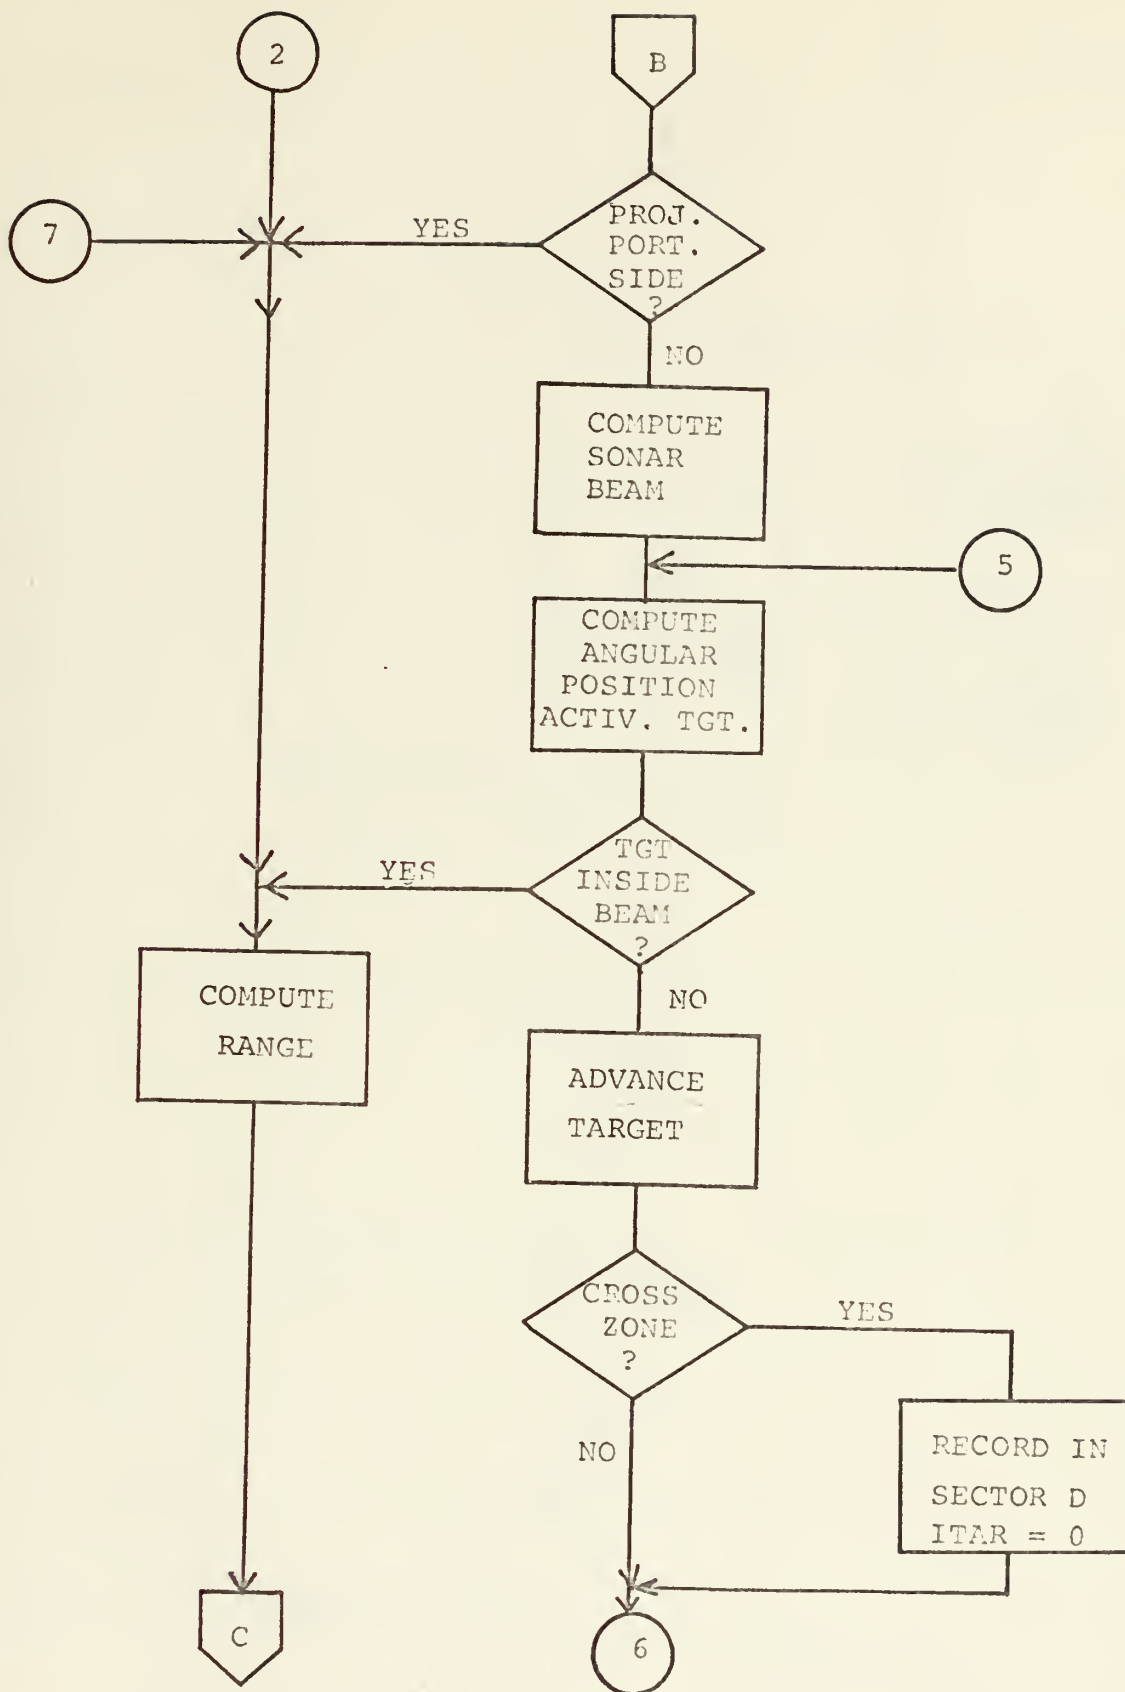 2
B
7
YES
PROJ.
PORT.
SIDE
?
NO
COMPUTE
SONAR
BEAM
5
COMPUTE
ANGULAR
POSITION
ACTIV. TGT.
YES
TGT
INSIDE
BEAM
?
NO
COMPUTE
RANGE
ADVANCE
TARGET
CROSS
ZONE
?
YES
NO
RECORD IN
SECTOR D
ITAR = 0
C
6